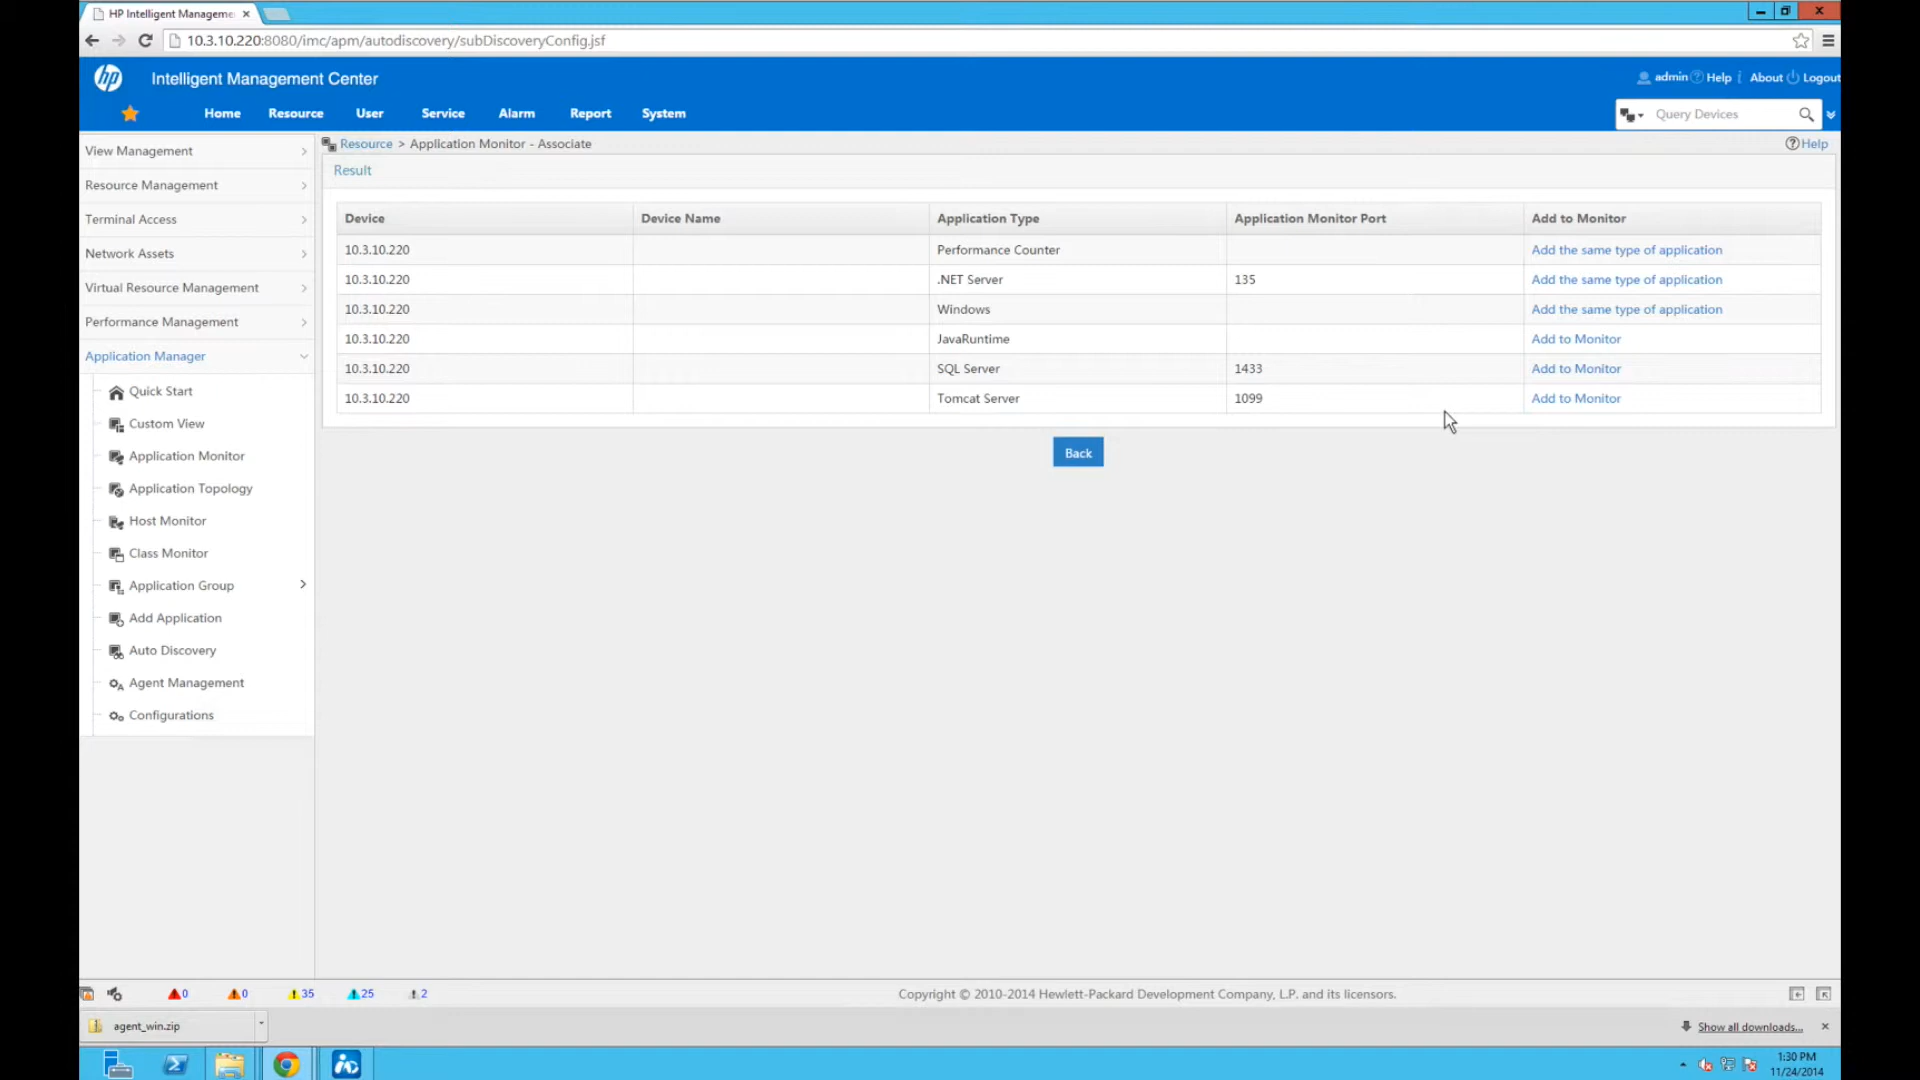 HP Intelligent Manageme
10.3.10.220:8080/imc/apm/autodiscovery/subDiscoveryConfig.jsf
hp Intelligent Management Center
admin Help About Logout
Home Resource User Service Alarm Report System
Query Devices
View Management
Resource Management
Terminal Access
Network Assets
Virtual Resource Management
Performance Management
Application Manager
Quick Start
Custom View
Application Monitor
Application Topology
Host Monitor
Class Monitor
Application Group
Add Application
Auto Discovery
Agent Management
Configurations
Resource > Application Monitor - Associate
Help
Result
Device Device Name Application Type Application Monitor Port Add to Monitor
10.3.10.220 Performance Counter Add the same type of application
10.3.10.220 .NET Server 135 Add the same type of application
10.3.10.220 Windows Add the same type of application
10.3.10.220 JavaRuntime Add to Monitor
10.3.10.220 SQL Server 1433 Add to Monitor
10.3.10.220 Tomcat Server 1099 Add to Monitor
Back
0 0 35 25 2
Copyright © 2010-2014 Hewlett-Packard Development Company, L.P. and its licensors.
agent_win.zip
Show all downloads...
1:30 PM
11/24/2014